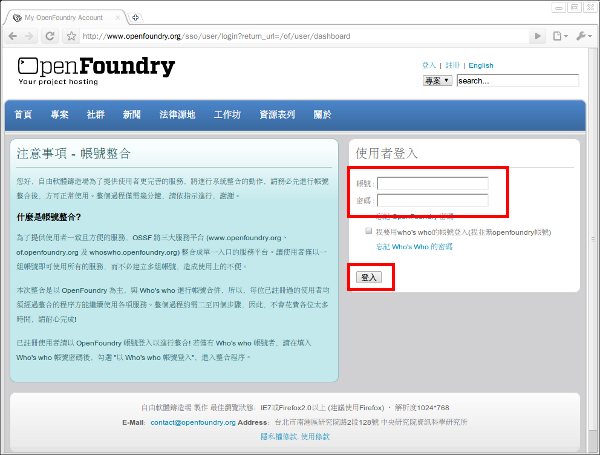 My OpenFoundry Account
http://www.openfoundry.org/sso/user/login?return_url=/of/user/dashboard
OpenFoundry
Your project hosting
登入 | 註冊 | English
專案 search...
首頁 專案 社群 新聞 法律源地 工作坊 資源表列 關於
注意事項 - 帳號整合
您好，自由軟體鑄造場為了提供使用者更完善的服務，將進行系統整合的動作，請務必先進行帳號
整合後，方可正常使用。整個過程僅需幾分鐘，請依指示進行，謝謝。
什麼是帳號整合?
為了提供使用者一致且方便的服務，OSSF 將三大服務平台 (www.openfoundry.org、
of.openfoundry.org 及 whoswho.openfoundry.org) 整合成單一入口的服務平台。讓使用者僅以一
組帳號即可使用所有的服務，而不必建立多組帳號，造成使用上的不便。
本次整合是以 OpenFoundry 為主，與 Who's who 進行帳號合併，所以，每位已註冊過的使用者均
須經過整合的程序方能繼續使用各項服務。整個過程約需二至四個步驟，因此，不會花費各位太多
時間，請耐心完成!
已註冊使用者請以 OpenFoundry 帳號登入以進行整合! 若僅有 Who's who 帳號者，請在填入
Who's who 帳號密碼後，勾選 "以 Who's who 帳號登入"，進入整合程序。
使用者登入
帳號:
密碼:
忘記 OpenFoundry 密碼
我要用who's who的帳號登入(我並無openfoundry帳號)
忘記 Who's Who 的密碼
登入
自由軟體鑄造場 製作 最佳瀏覽狀態: IE7或Firefox2.0以上 (建議使用Firefox) ， 解析度1024*768
E-Mail: contact@openfoundry.org Address: 台北市南港區研究院路2段128號 中央研究院資訊科學研究所
隱私權條款 使用條款